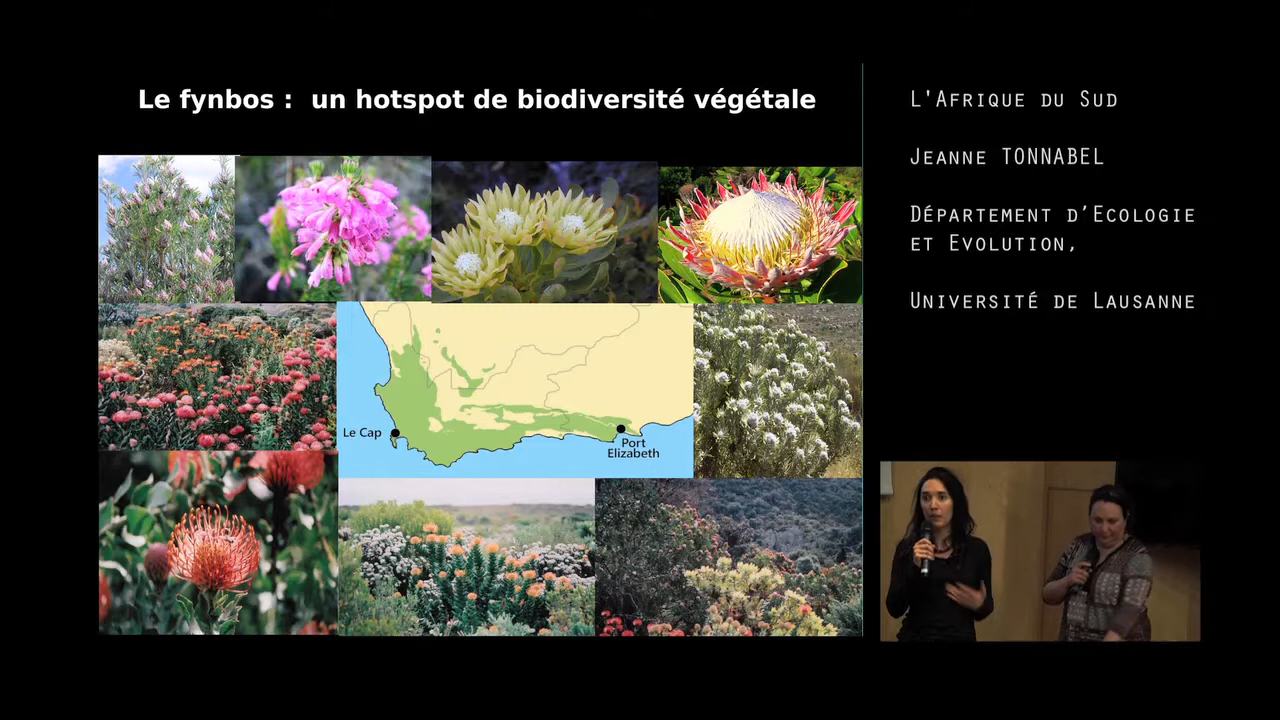 Le fynbos :  un hotspot de biodiversité végétale
Le Cap
Port
Elizabeth
L'Afrique du Sud
Jeanne TONNABEL
Département d’Ecologie
et Evolution,
Université de Lausanne